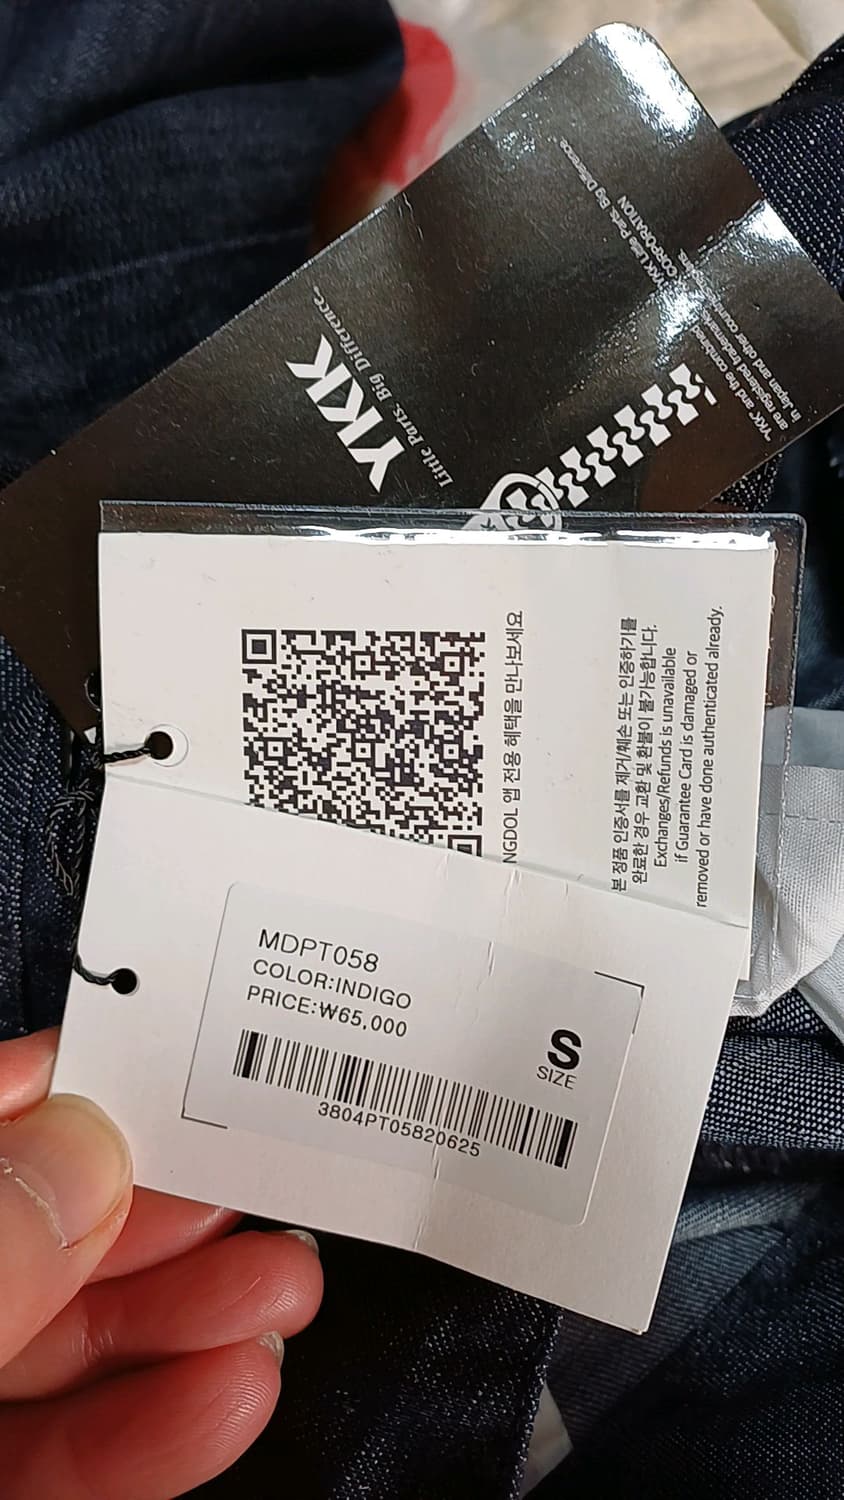 YKK
Little Parts. Big Difference.
YKK Little Parts. Big Difference.
CORPORATION
"YKK" and the combined
are registered trademarks
in Japan and other
NGDOL 앱 전용 혜택을 만나보세요
본 정품 인증서를 제거/훼손 또는 인증하기를
완료한 경우 교환 및 환불이 불가능합니다.
Exchanges/Refunds is unavailable
if Guarantee Card is damaged or
removed or have done authenticated already.
MDPT058
COLOR:INDIGO
PRICE:₩65,000
S
SIZE
3804PT05820625